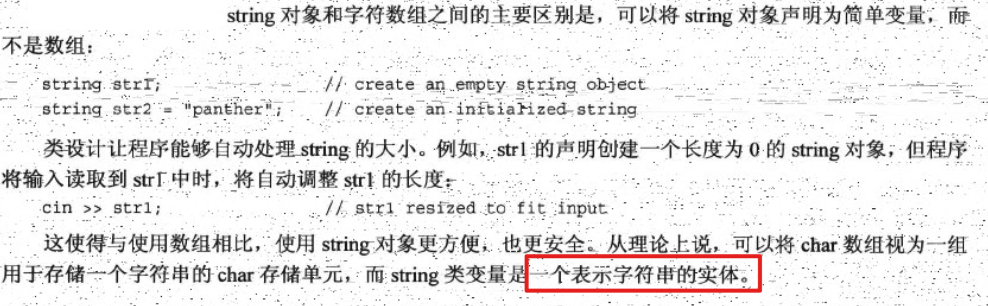 string 对象和字符数组之间的主要区别是，可以将 string 对象声明为简单变量，而
不是数组：
string str1;                // create an empty string object
string str2 = "panther";    // create an initialized string
类设计让程序能够自动处理 string 的大小。例如，str1 的声明创建一个长度为 0 的 string 对象，但程序
将输入读取到 str1 中时，将自动调整 str1 的长度：
cin >> str1;                // str1 resized to fit input
这使得与使用数组相比，使用 string 对象更方便，也更安全。从理论上说，可以将 char 数组视为一组
用于存储一个字符串的 char 存储单元，而 string 类变量是一个表示字符串的实体。